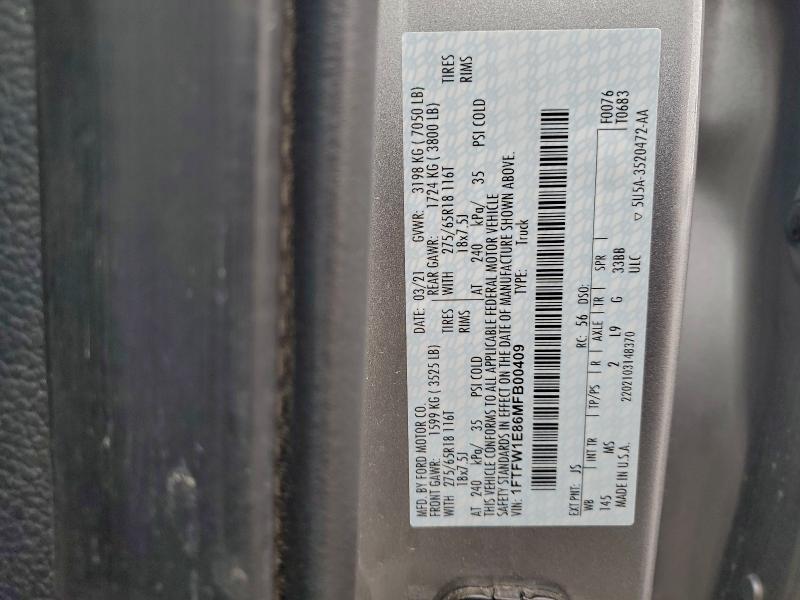 MFD. BY FORD MOTOR CO. DATE: 03/21 GVWR: 3198 KG ( 7050 LB)
FRONT GAWR: 1599 KG ( 3525 LB) REAR GAWR: 1724 KG ( 3800 LB)
WITH 275/65R18 116T TIRES WITH 275/65R18 116T TIRES
18x7.5J RIMS 18x7.5J RIMS
AT 240 kPa/ 35 PSI COLD AT 240 kPa/ 35 PSI COLD
THIS VEHICLE CONFORMS TO ALL APPLICABLE FEDERAL MOTOR VEHICLE
SAFETY STANDARDS IN EFFECT ON THE DATE OF MANUFACTURE SHOWN ABOVE.
VIN: 1FTFW1E86MFB00409 TYPE: Truck
EXT PNT: JS RC: 56 DSO: F0076
WB INT TR TP/PS R AXLE TR SPR T0683
145 MS 2 L9 G 33BB
MADE IN U.S.A. 2202103148370 ULC
▽ 5U5A-3520472-AA